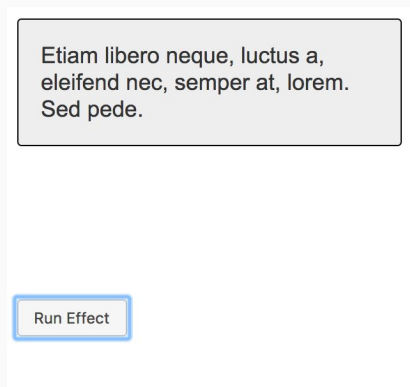 Etiam libero neque, luctus a,
eleifend nec, semper at, lorem.
Sed pede.
Run Effect